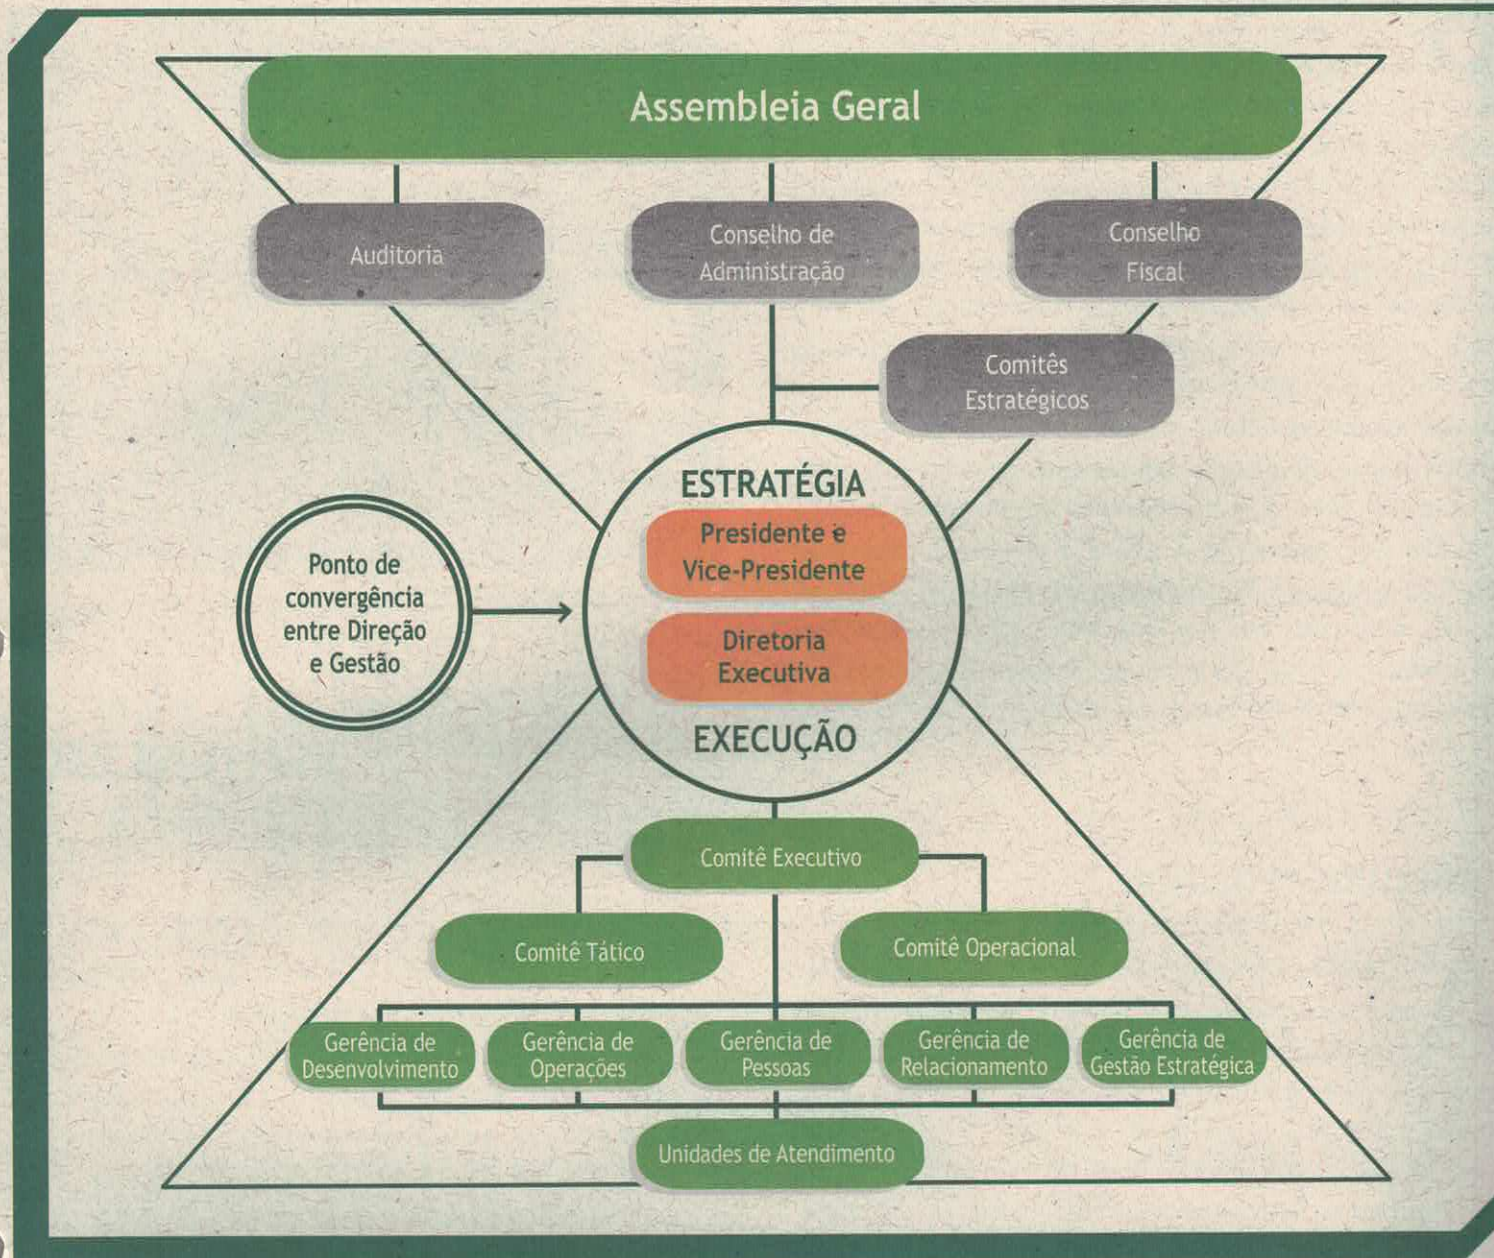 Assembleia Geral
Auditoria
Conselho de
Administração
Conselho
Fiscal
Comitês
Estratégicos
ESTRATÉGIA
Presidente e
Vice-Presidente
Ponto de
convergência
entre Direção
e Gestão
Diretoria
Executiva
EXECUÇÃO
Comitê Executivo
Comitê Tático
Comitê Operacional
Gerência de
Desenvolvimento
Gerência de
Operações
Gerência de
Pessoas
Gerência de
Relacionamento
Gerência de
Gestão Estratégica
Unidades de Atendimento